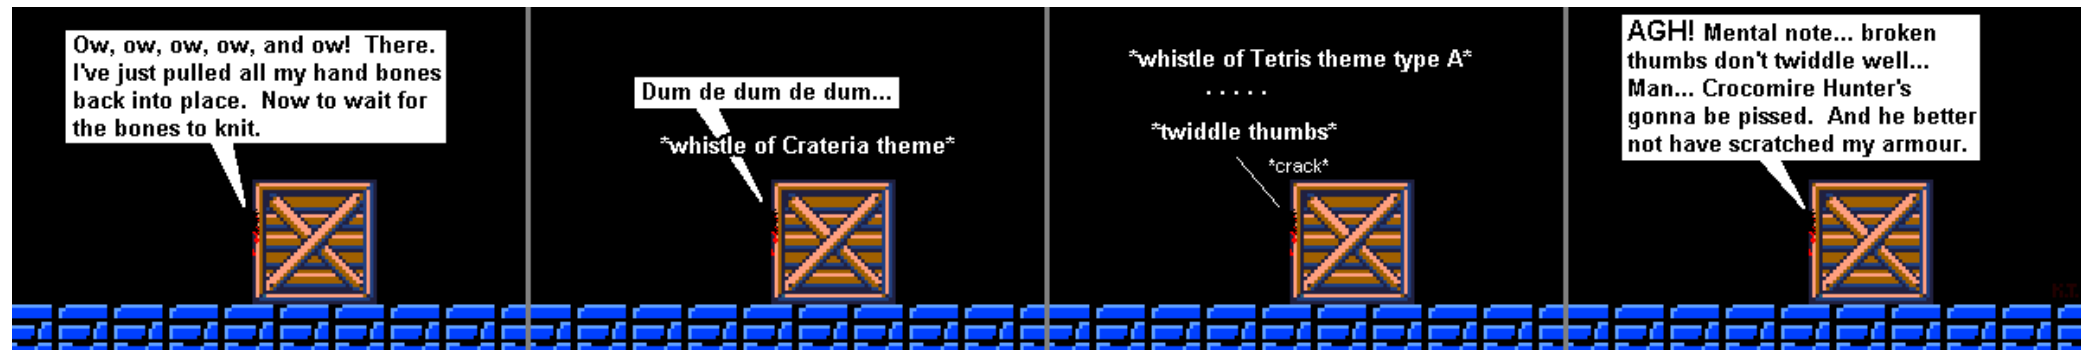 Ow, ow, ow, ow, and ow!  There.
I've just pulled all my hand bones
back into place.  Now to wait for
the bones to knit.
Dum de dum de dum...
*whistle of Crateria theme*
*whistle of Tetris theme type A*
. . . . .
*twiddle thumbs*
*crack*
AGH! Mental note... broken
thumbs don't twiddle well...
Man... Crocomire Hunter's
gonna be pissed.  And he better
not have scratched my armour.